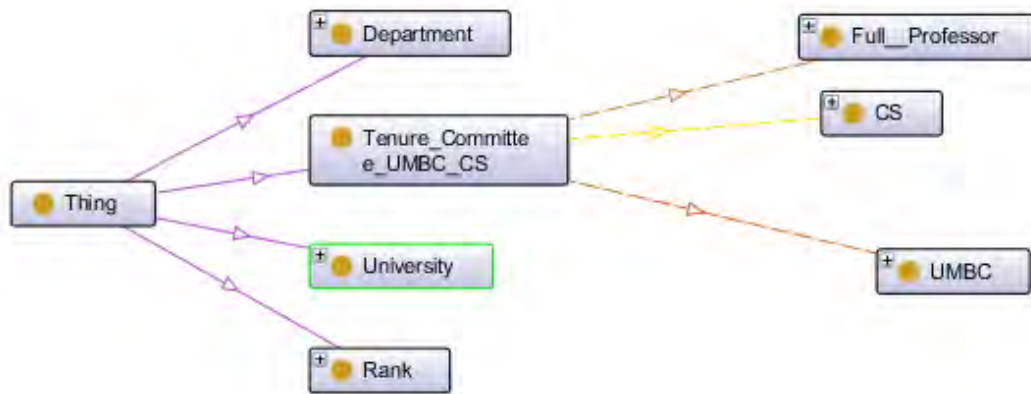 Department
Full__Professor
CS
Tenure_Committe
e_UMBC_CS
Thing
University
UMBC
Rank